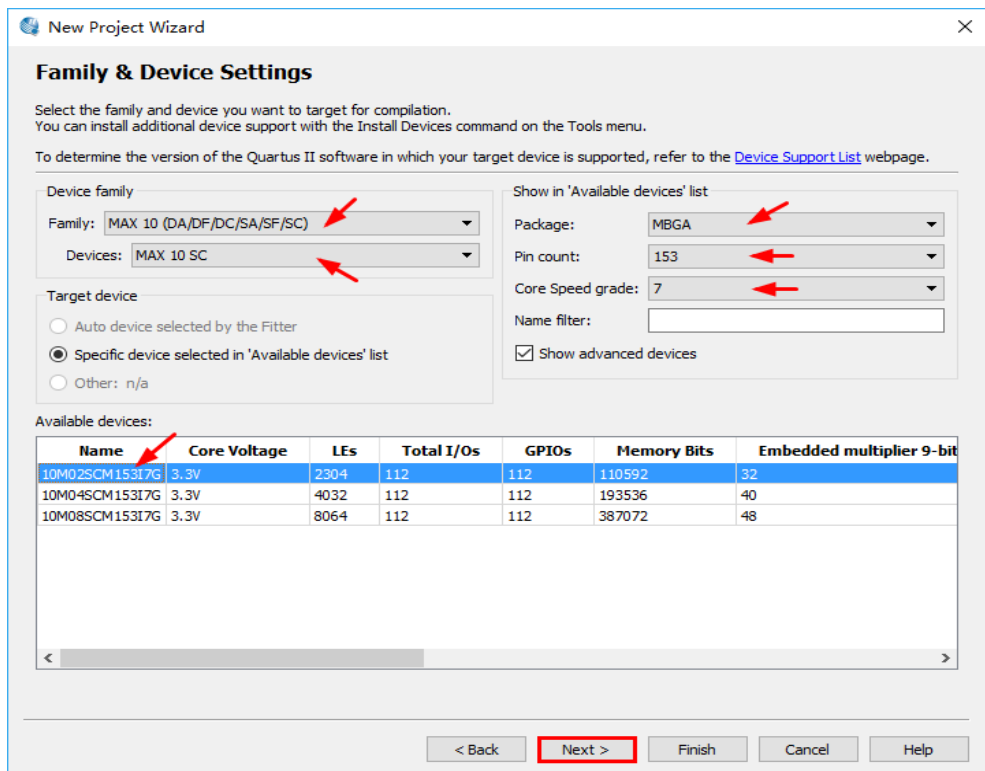 New Project Wizard
Family & Device Settings
Select the family and device you want to target for compilation.
You can install additional device support with the Install Devices command on the Tools menu.
To determine the version of the Quartus II software in which your target device is supported, refer to the Device Support List webpage.
Device family
Family: MAX 10 (DA/DF/DC/SA/SF/SC)
Devices: MAX 10 SC
Target device
Auto device selected by the Fitter
Specific device selected in 'Available devices' list
Other: n/a
Show in 'Available devices' list
Package: MBGA
Pin count: 153
Core Speed grade: 7
Name filter:
Show advanced devices
Available devices:
Name Core Voltage LEs Total I/Os GPIOs Memory Bits Embedded multiplier 9-bit
10M02SCM153I7G 3.3V 2304 112 112 110592 32
10M04SCM153I7G 3.3V 4032 112 112 193536 40
10M08SCM153I7G 3.3V 8064 112 112 387072 48
< Back Next > Finish Cancel Help